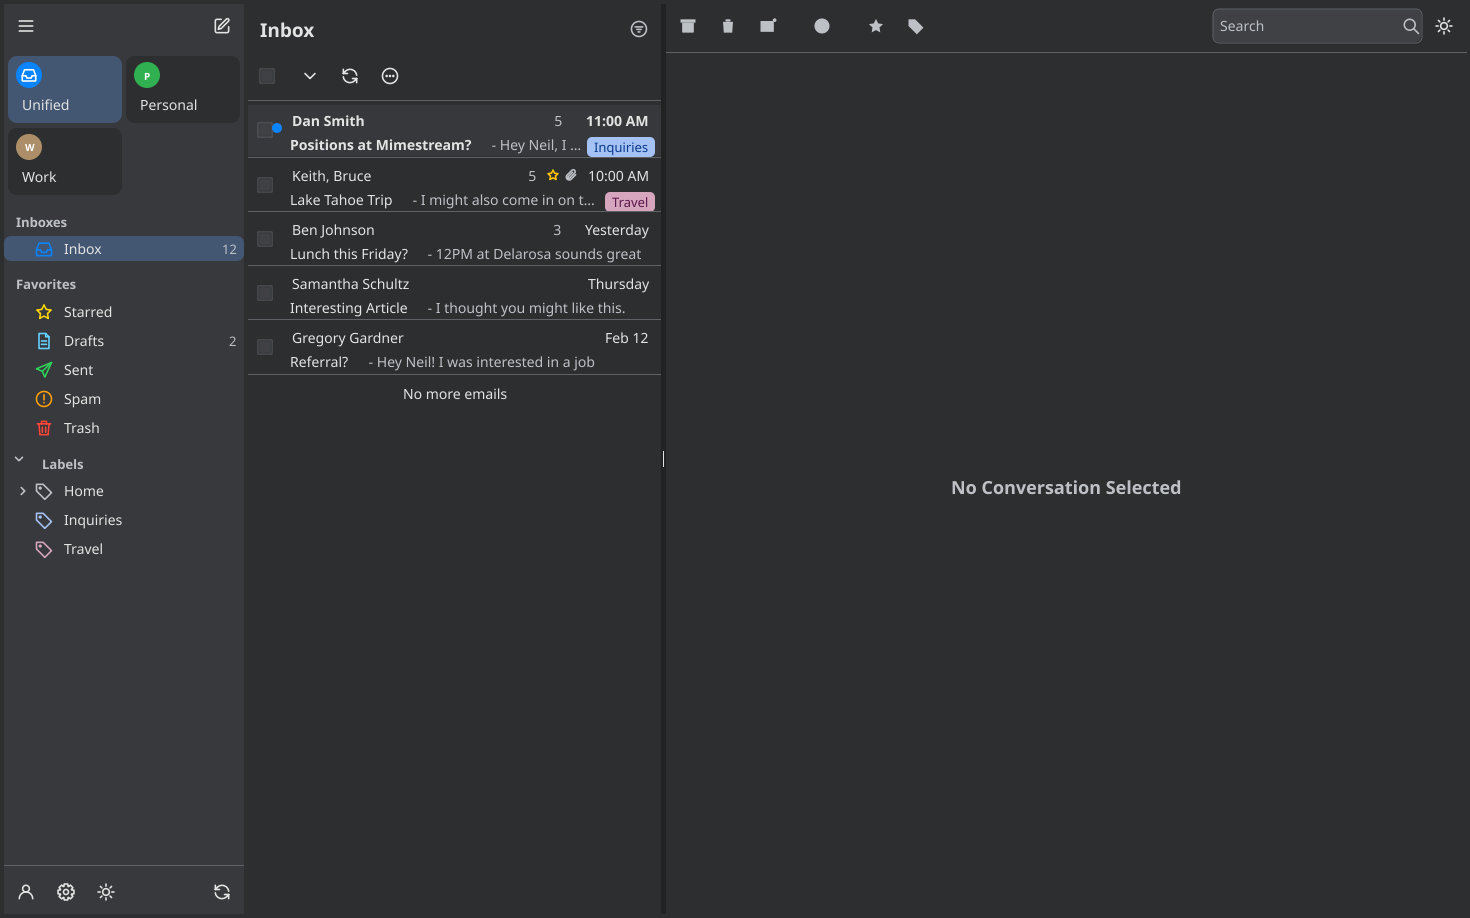 Inbox
Search
Unified
P
Personal
W
Work
Inboxes
Inbox 12
Favorites
Starred
Drafts 2
Sent
Spam
Trash
Labels
Home
Inquiries
Travel
Dan Smith 5 11:00 AM
Positions at Mimestream? - Hey Neil, I ... Inquiries
Keith, Bruce 5 10:00 AM
Lake Tahoe Trip - I might also come in on t... Travel
Ben Johnson 3 Yesterday
Lunch this Friday? - 12PM at Delarosa sounds great
Samantha Schultz Thursday
Interesting Article - I thought you might like this.
Gregory Gardner Feb 12
Referral? - Hey Neil! I was interested in a job
No more emails
No Conversation Selected